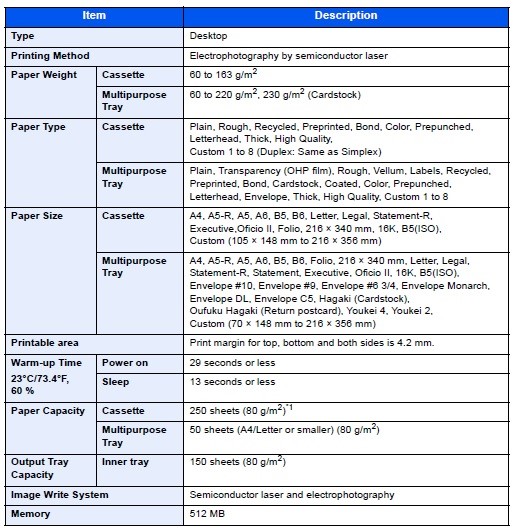 Item Description
Type Desktop
Printing Method Electrophotography by semiconductor laser
Paper Weight Cassette 60 to 163 g/m2
Multipurpose Tray 60 to 220 g/m2, 230 g/m2 (Cardstock)
Paper Type Cassette Plain, Rough, Recycled, Preprinted, Bond, Color, Prepunched,
Letterhead, Thick, High Quality,
Custom 1 to 8 (Duplex: Same as Simplex)
Multipurpose Tray Plain, Transparency (OHP film), Rough, Vellum, Labels, Recycled,
Preprinted, Bond, Cardstock, Coated, Color, Prepunched,
Letterhead, Envelope, Thick, High Quality, Custom 1 to 8
Paper Size Cassette A4, A5-R, A5, A6, B5, B6, Letter, Legal, Statement-R,
Executive,Oficio II, Folio, 216 × 340 mm, 16K, B5(ISO),
Custom (105 × 148 mm to 216 × 356 mm)
Multipurpose Tray A4, A5-R, A5, A6, B5, B6, Folio, 216 × 340 mm, Letter, Legal,
Statement-R, Statement, Executive, Oficio II, 16K, B5(ISO),
Envelope #10, Envelope #9, Envelope #6 3/4, Envelope Monarch,
Envelope DL, Envelope C5, Hagaki (Cardstock),
Oufuku Hagaki (Return postcard), Youkei 4, Youkei 2,
Custom (70 × 148 mm to 216 × 356 mm)
Printable area Print margin for top, bottom and both sides is 4.2 mm.
Warm-up Time
23°C/73.4°F,
60 %
Power on 29 seconds or less
Sleep 13 seconds or less
Paper Capacity Cassette 250 sheets (80 g/m2)*1
Multipurpose Tray 50 sheets (A4/Letter or smaller) (80 g/m2)
Output Tray Capacity Inner tray 150 sheets (80 g/m2)
Image Write System Semiconductor laser and electrophotography
Memory 512 MB